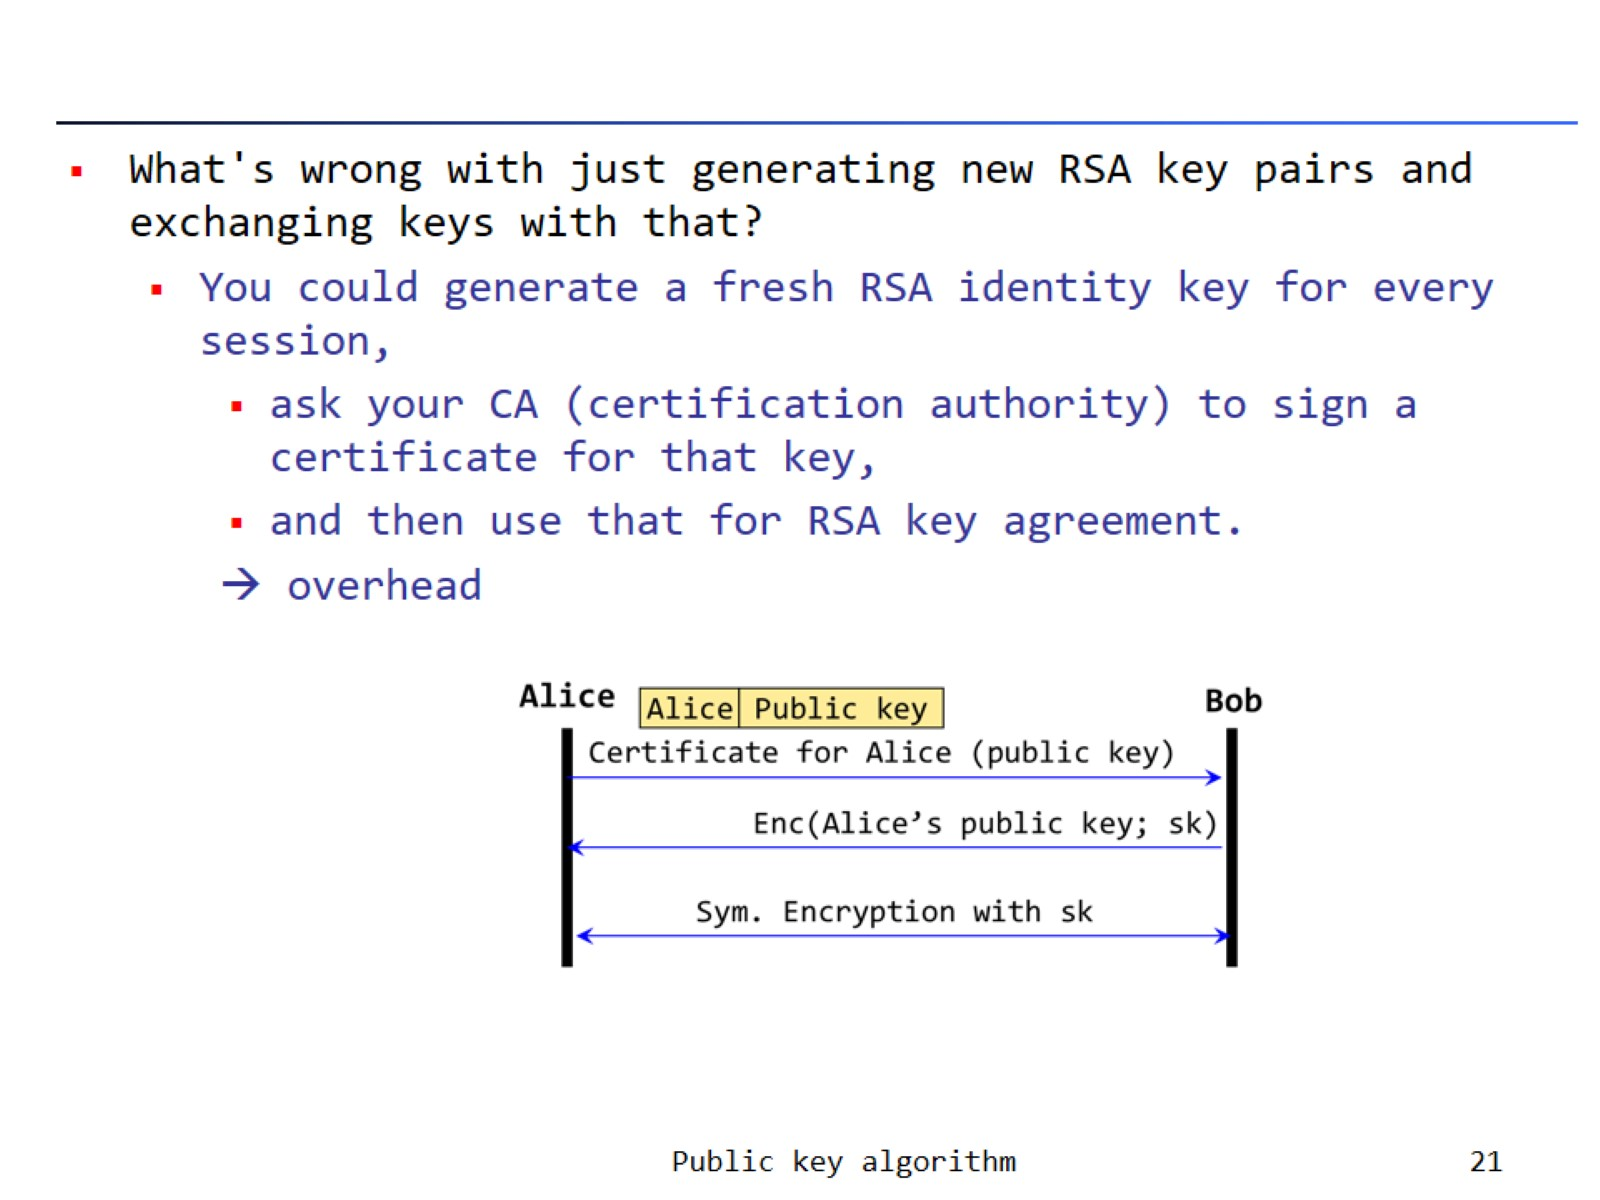 What's wrong with just generating new RSA key pairs and
exchanging keys with that?
You could generate a fresh RSA identity key for every
session,
ask your CA (certification authority) to sign a
certificate for that key,
and then use that for RSA key agreement.
→ overhead
Alice
Alice Public key
Bob
Certificate for Alice (public key)
Enc(Alice’s public key; sk)
Sym. Encryption with sk
Public key algorithm
21